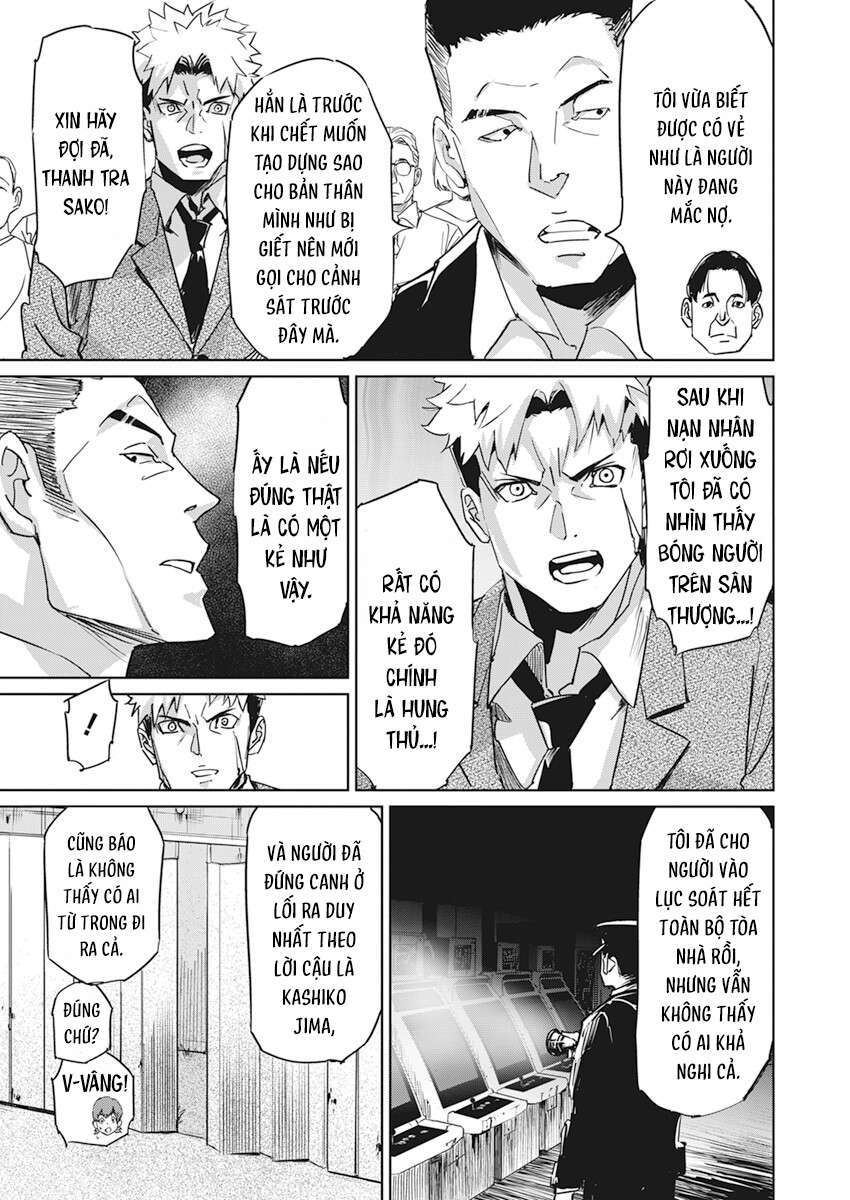 TÔI VỪA BIẾT
ĐƯỢC CÓ VẺ
NHƯ LÀ NGƯỜI
NÀY ĐANG
MẮC NỢ.
HẲN LÀ TRƯỚC
KHI CHẾT MUỐN
TẠO DỰNG SAO
CHO BẢN THÂN
MÌNH NHƯ BỊ
GIẾT NÊN MỚI
GỌI CHO CẢNH
SÁT TRƯỚC
ĐÂY MÀ.
XIN HÃY
ĐỢI ĐÃ,
THANH TRA
SAKO!
SAU KHI
NẠN NHÂN
RƠI XUỐNG
TÔI ĐÃ CÓ
NHÌN THẤY
BÓNG NGƯỜI
TRÊN SÂN
THƯỢNG...!
RẤT CÓ
KHẢ NĂNG
KẺ ĐÓ
CHÍNH
LÀ HUNG
THỦ...!
ẤY LÀ NẾU
ĐÚNG THẬT
LÀ CÓ MỘT
KẺ NHƯ
VẬY.
!
TÔI ĐÃ CHO
NGƯỜI VÀO
LỤC SOÁT HẾT
TOÀN BỘ TÒA
NHÀ RỒI,
NHƯNG VẪN
KHÔNG THẤY
CÓ AI KHẢ
NGHI CẢ.
VÀ NGƯỜI ĐÃ
ĐỨNG CANH Ở
LỐI RA DUY
NHẤT THEO
LỜI CẬU LÀ
KASHIKO
JIMA,
CŨNG BÁO
LÀ KHÔNG
THẤY CÓ AI
TỪ TRONG ĐI
RA CẢ.
ĐÚNG
CHỨ?
V-VÂNG!